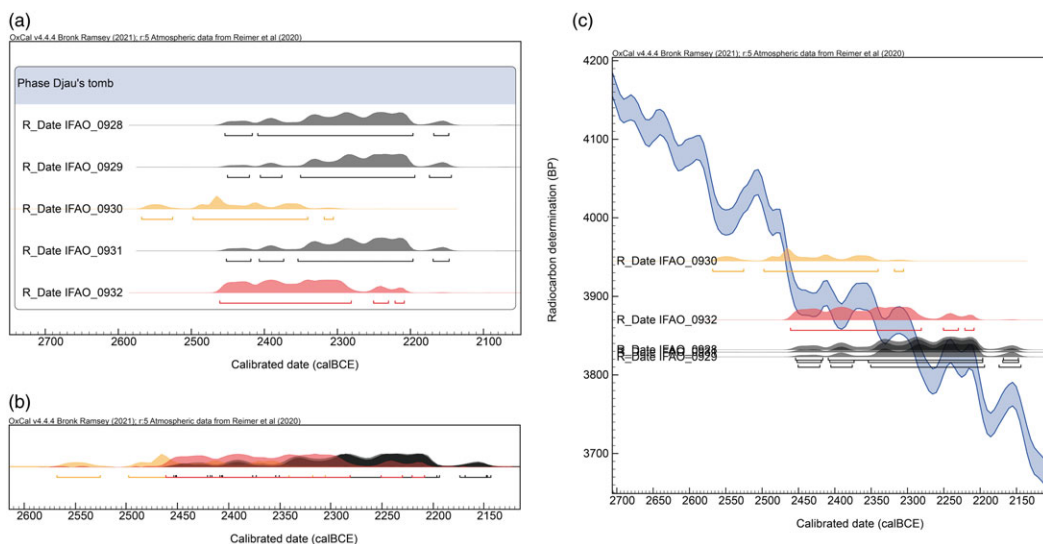 (a)
OxCal v4.4.4 Bronk Ramsey (2021); r:5 Atmospheric data from Reimer et al (2020)
Phase Djau's tomb
R_Date IFAO_0928
R_Date IFAO_0929
R_Date IFAO_0930
R_Date IFAO_0931
R_Date IFAO_0932
2700 2600 2500 2400 2300 2200 2100
Calibrated date (calBCE)
(b)
OxCal v4.4.4 Bronk Ramsey (2021); r:5 Atmospheric data from Reimer et al (2020)
2600 2550 2500 2450 2400 2350 2300 2250 2200 2150
Calibrated date (calBCE)
(c)
OxCal v4.4.4 Bronk Ramsey (2021); r:5 Atmospheric data from Reimer et al (2020)
Radiocarbon determination (BP)
4200
4100
4000
3900
3800
3700
R_Date IFAO_0930
R_Date IFAO_0932
R_Date IFAO_0928
R_Date IFAO_0929
2700 2650 2600 2550 2500 2450 2400 2350 2300 2250 2200 2150
Calibrated date (calBCE)